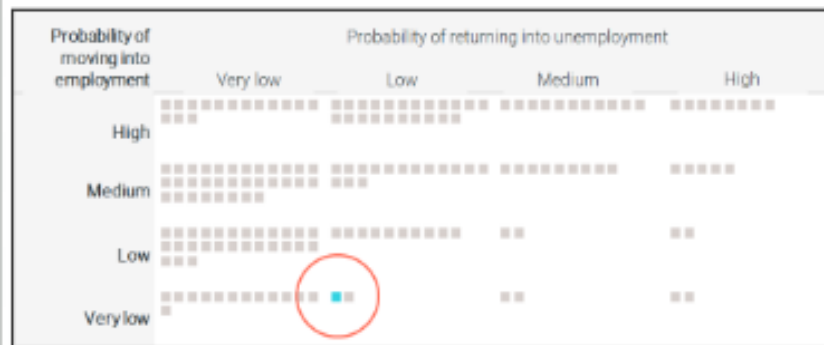 Probability of
moving into
employment
Probability of returning into unemployment
Very low
Low
Medium
High
High
Medium
Low
Very low